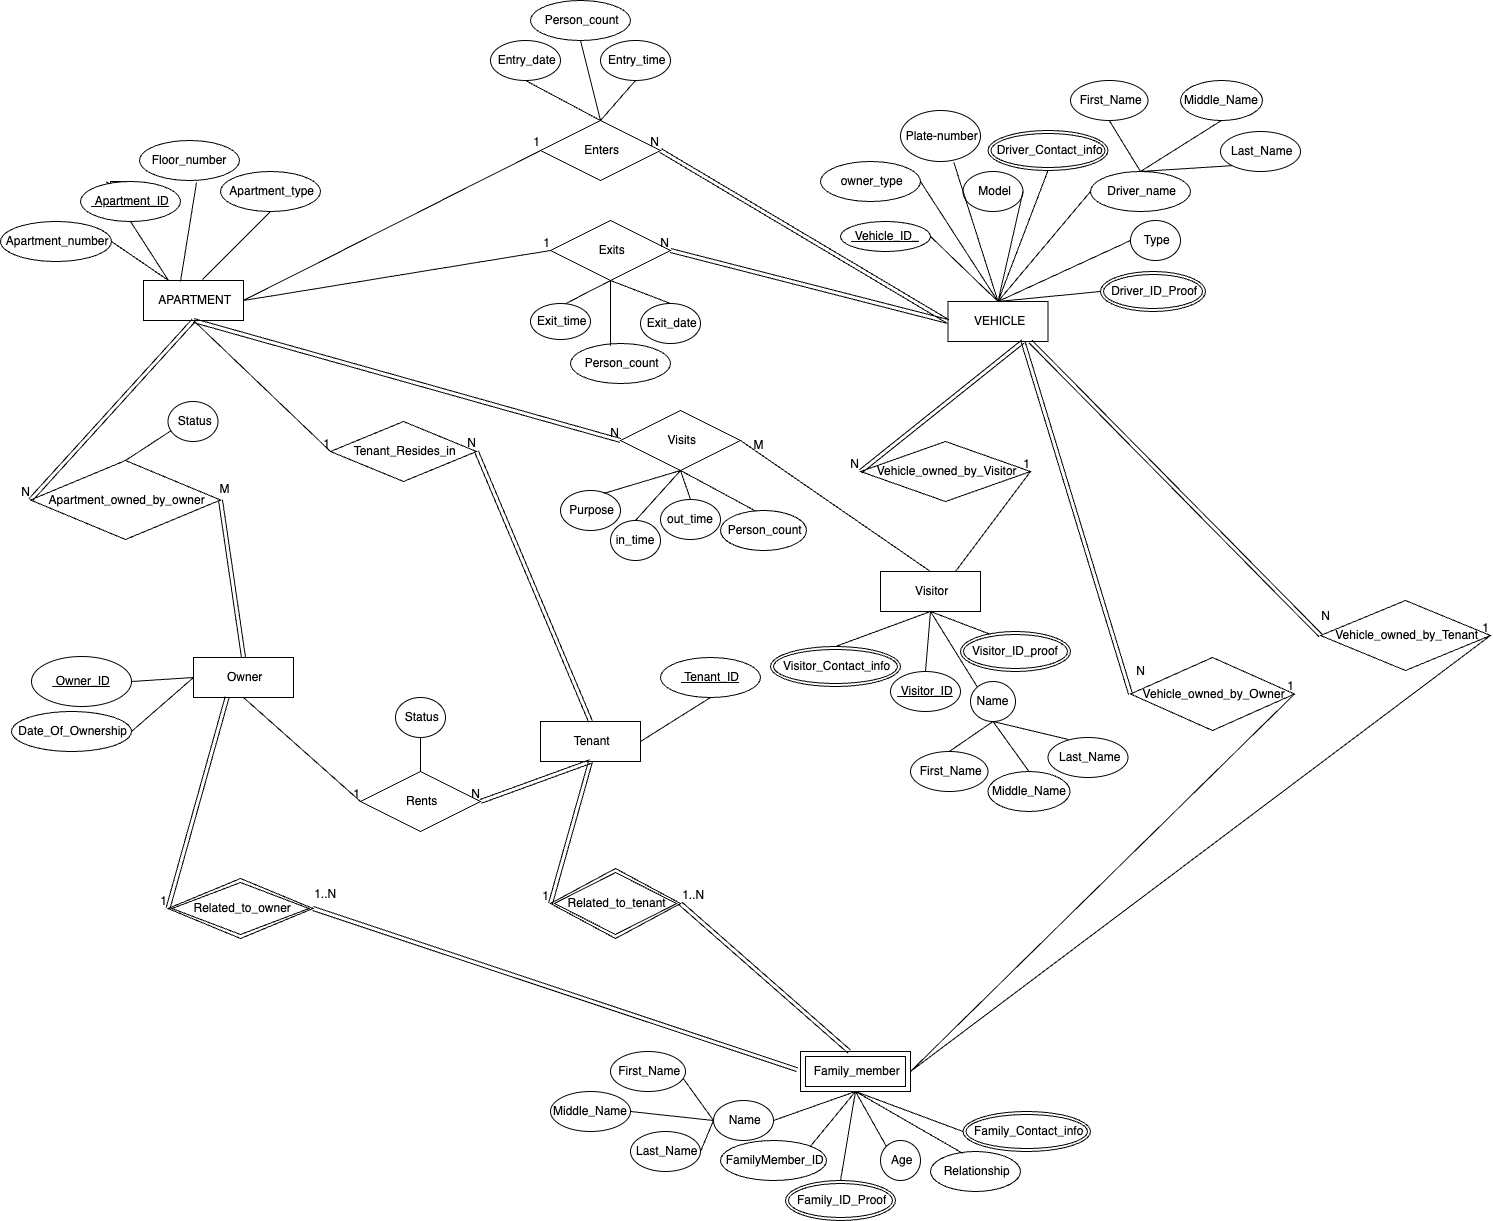 Person_count
Entry_date
Entry_time
First_Name
Middle_Name
Plate-number
Driver_Contact_info
Last_Name
1
Enters
N
Floor_number
owner_type
Model
Driver_name
Apartment_ID
Apartment_type
Apartment_number
Vehicle_ID
Type
1
Exits
N
Driver_ID_Proof
APARTMENT
VEHICLE
Exit_time
Exit_date
Person_count
Status
N
Visits
M
1
Tenant_Resides_in
N
N
Vehicle_owned_by_Visitor
1
N
Apartment_owned_by_owner
M
Purpose
out_time
in_time
Person_count
Visitor
N
Vehicle_owned_by_Tenant
1
Visitor_Contact_info
Visitor_ID_proof
Owner_ID
Owner
Tenant_ID
Visitor_ID
Name
N
Vehicle_owned_by_Owner
1
Date_Of_Ownership
Status
Tenant
First_Name
Last_Name
Middle_Name
1
Rents
N
1
Related_to_owner
1..N
1
Related_to_tenant
1..N
Family_member
First_Name
Middle_Name
Name
Last_Name
FamilyMember_ID
Age
Family_Contact_info
Relationship
Family_ID_Proof